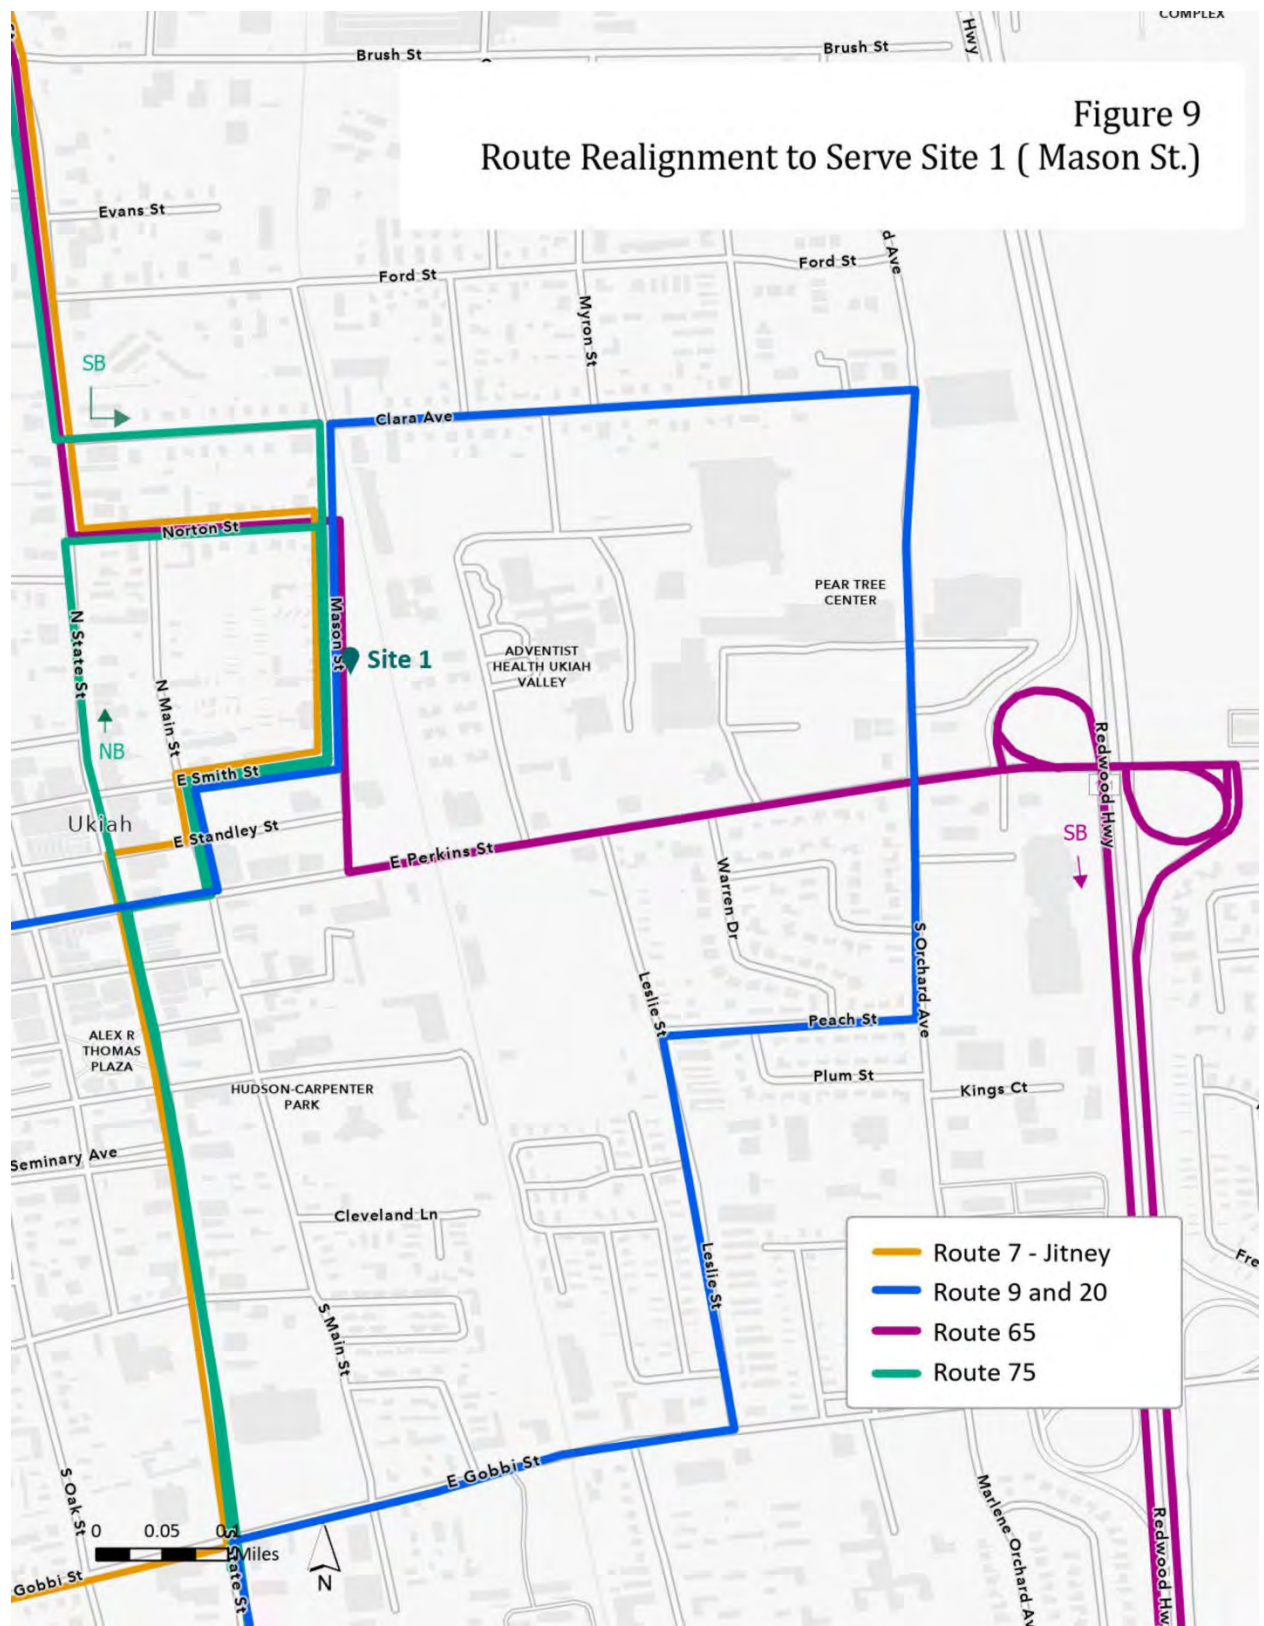 COMPLEX
Hwy
Brush St
Brush St
Figure 9
Route Realignment to Serve Site 1 ( Mason St.)
Evans St
d Ave
Ford St
Ford St
Myron St
SB
Clara Ave
Norton St
PEAR TREE
CENTER
Mason St
N State St
Site 1
ADVENTIST
HEALTH UKIAH
VALLEY
N Main St
NB
Redwood Hwy
E Smith St
Ukiah
E Standley St
SB
E Perkins St
Warren Dr
S Orchard Ave
Leslie St
Peach St
ALEX R
THOMAS
PLAZA
Plum St
HUDSON-CARPENTER
PARK
Kings Ct
Seminary Ave
Cleveland Ln
Leslie St
Fre
Route 7 - Jitney
Route 9 and 20
Route 65
Route 75
S Main St
E Gobbi St
S Oak St
Marlene Orchard Av
Redwood Hw
0 0.05
Miles
S State St
N
Gobbi St